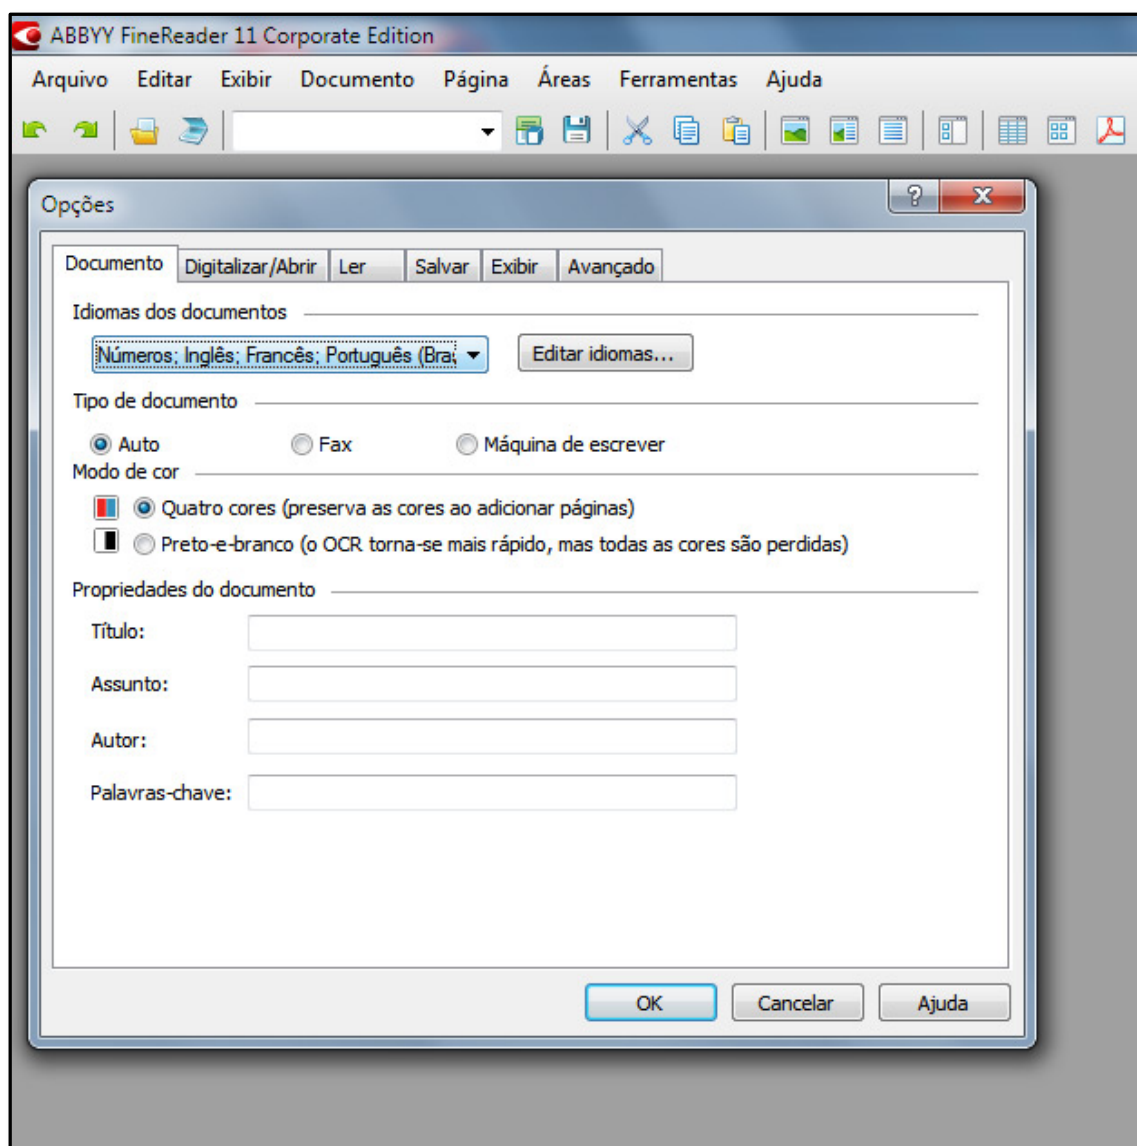 ABBYY FineReader 11 Corporate Edition
Arquivo Editar Exibir Documento Página Áreas Ferramentas Ajuda
Opções
Documento Digitalizar/Abrir Ler Salvar Exibir Avançado
Idiomas dos documentos
Números; Inglês; Francês; Português (Bras Editar idiomas...
Tipo de documento
Auto Fax Máquina de escrever
Modo de cor
Quatro cores (preserva as cores ao adicionar páginas)
Preto-e-branco (o OCR torna-se mais rápido, mas todas as cores são perdidas)
Propriedades do documento
Título:
Assunto:
Autor:
Palavras-chave:
OK Cancelar Ajuda